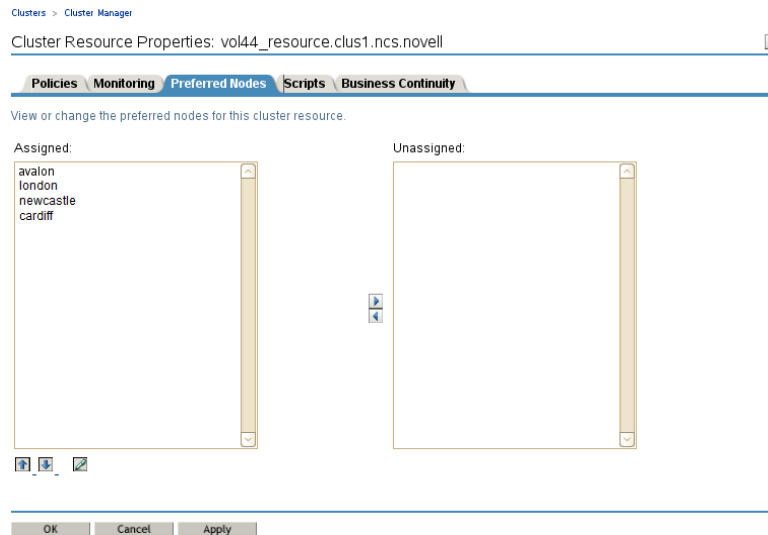 Clusters > Cluster Manager
Cluster Resource Properties: vol44_resource.clus1.ncs.novell
Policies Monitoring Preferred Nodes Scripts Business Continuity
View or change the preferred nodes for this cluster resource.
Assigned: Unassigned:
avalon
london
newcastle
cardiff
OK Cancel Apply